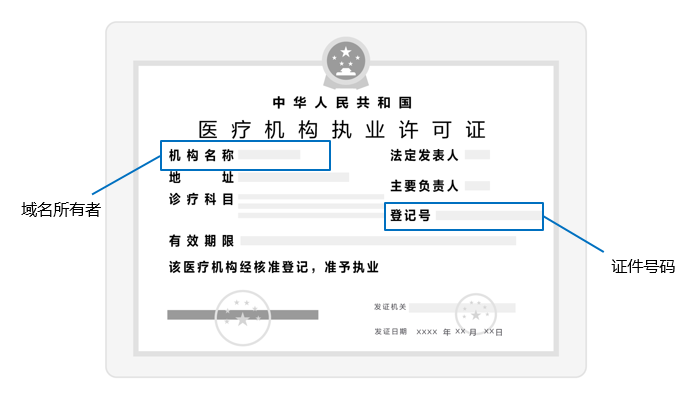 中华人民共和国
医疗机构执业许可证
机构名称
法定发表人
地址
主要负责人
诊疗科目
登记号
域名所有者
有效期限
证件号码
该医疗机构经核准登记，准予执业
发证机关
发证日期 XXXX 年 XX 月 XX日